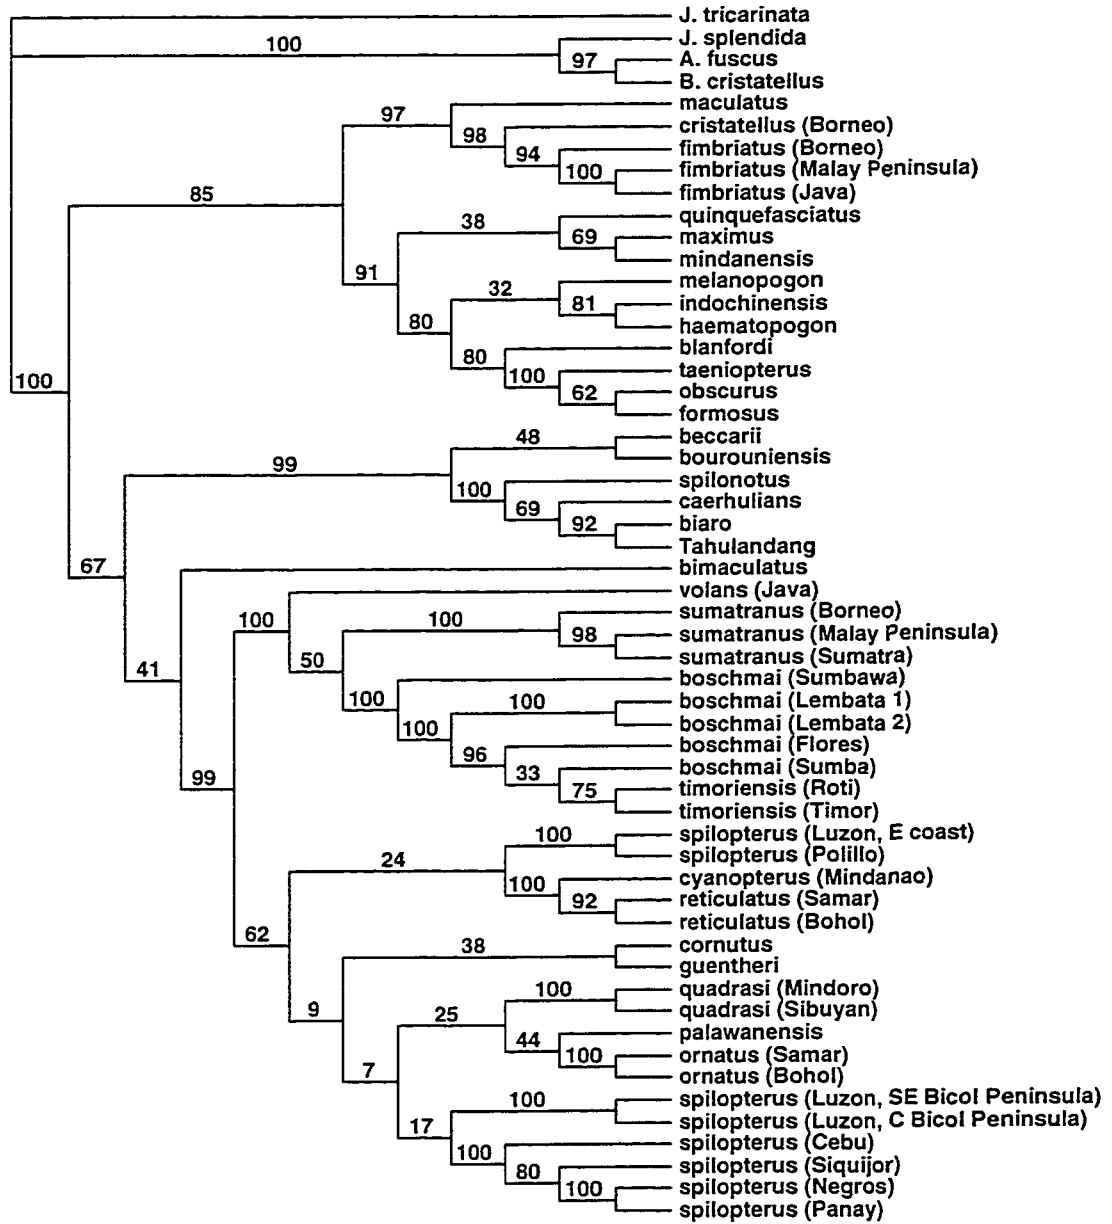 J. tricarinata
J. splendida
100
A. fuscus
97
B. cristatellus
maculatus
97
cristatellus (Borneo)
98
fimbriatus (Borneo)
94
fimbriatus (Malay Peninsula)
100
fimbriatus (Java)
85
quinquefasciatus
38
maximus
69
mindanensis
91
melanopogon
32
indochinensis
81
haematopogon
80
blanfordi
80
taeniopterus
100
obscurus
62
formosus
100
beccarii
48
bourouniensis
99
spilonotus
100
caerhulians
69
biaro
92
Tahulandang
67
bimaculatus
volans (Java)
100
sumatranus (Borneo)
100
sumatranus (Malay Peninsula)
98
sumatranus (Sumatra)
50
41
boschmai (Sumbawa)
100
boschmai (Lembata 1)
100
boschmai (Lembata 2)
100
boschmai (Flores)
96
boschmai (Sumba)
33
99
timoriensis (Roti)
75
timoriensis (Timor)
spilopterus (Luzon, E coast)
100
spilopterus (Polillo)
24
cyanopterus (Mindanao)
100
reticulatus (Samar)
92
reticulatus (Bohol)
62
cornutus
38
guentheri
quadrasi (Mindoro)
100
quadrasi (Sibuyan)
9
25
palawanensis
44
ornatus (Samar)
100
ornatus (Bohol)
7
spilopterus (Luzon, SE Bicol Peninsula)
100
spilopterus (Luzon, C Bicol Peninsula)
17
spilopterus (Cebu)
100
spilopterus (Siquijor)
80
spilopterus (Negros)
100
spilopterus (Panay)